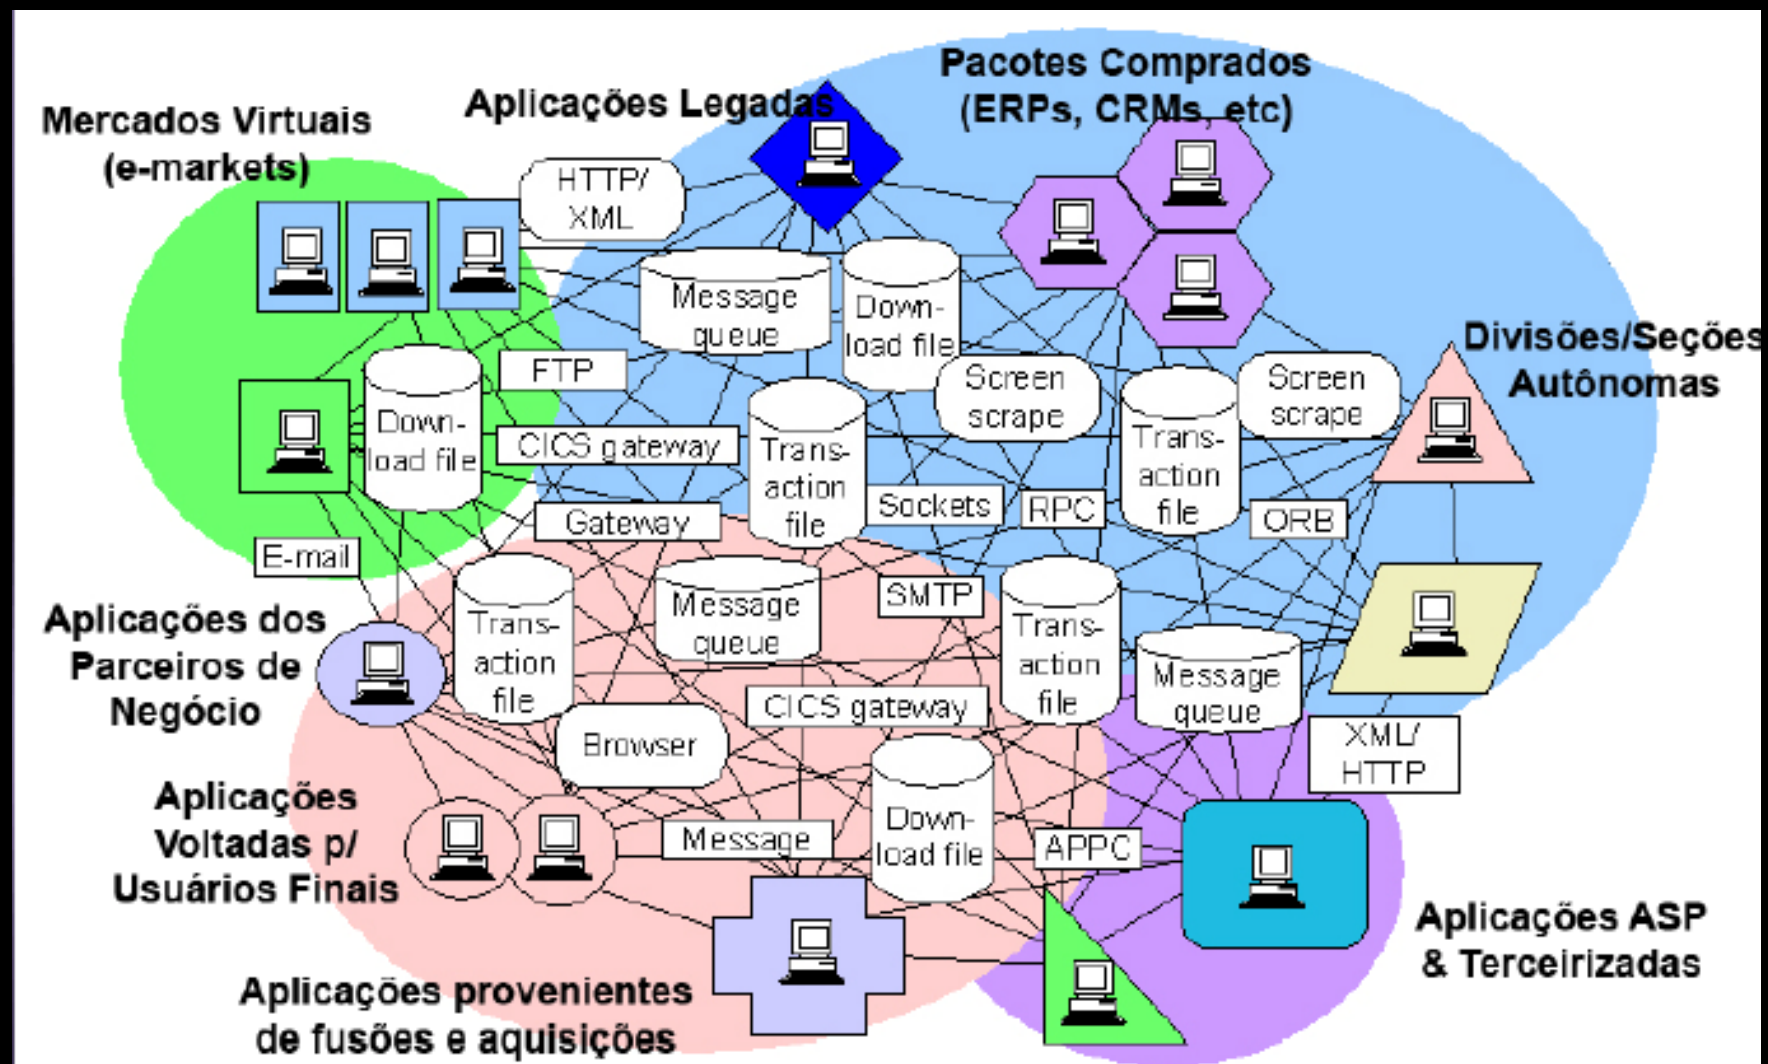 Pacotes Comprados
(ERPs, CRMs, etc)
Aplicações Legadas
Mercados Virtuais
(e-markets)
HTTP/
XML
Message
queue
Down-
load file
Divisões/Seções
Autônomas
FTP
Screen
scrape
Screen
scrape
Down-
load file
CICS gateway
Trans-
action
file
Trans-
action
file
Sockets
RPC
ORB
Gateway
E-mail
Aplicações dos
Parceiros de
Negócio
Trans-
action
file
Message
queue
SMTP
Trans-
action
file
Message
queue
CICS gateway
Browser
XML/
HTTP
Aplicações
Voltadas p/
Usuários Finais
Message
Down-
load file
APPC
Aplicações ASP
& Terceirizadas
Aplicações provenientes
de fusões e aquisições